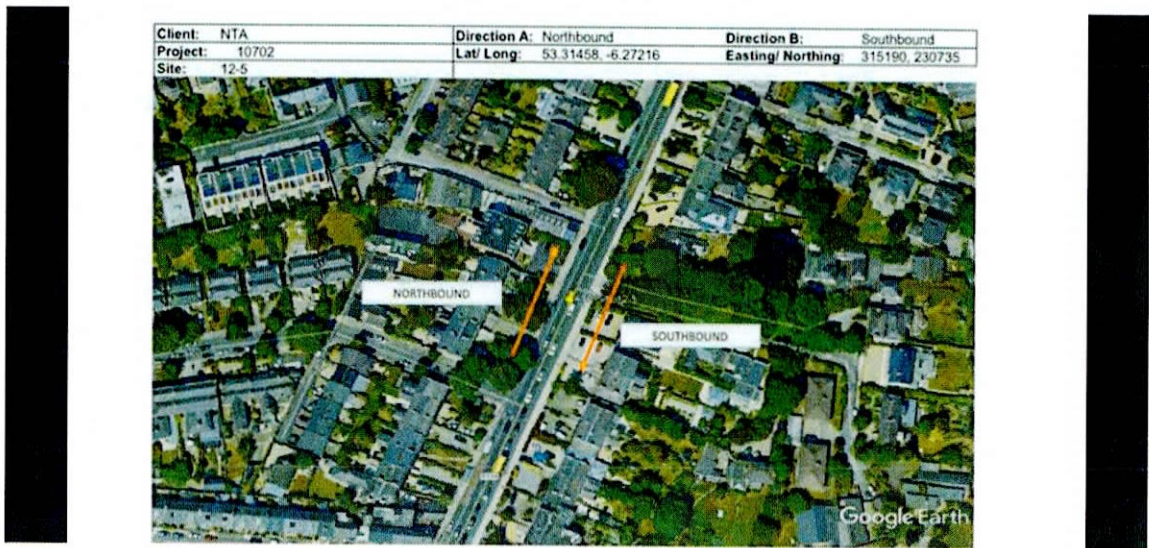 Client: NTA Direction A: Northbound Direction B: Southbound
Project: 10702 Lat/ Long: 53.31458, -6.27216 Easting/ Northing: 315190, 230735
Site: 12-5
NORTHBOUND
SOUTHBOUND
Google Earth